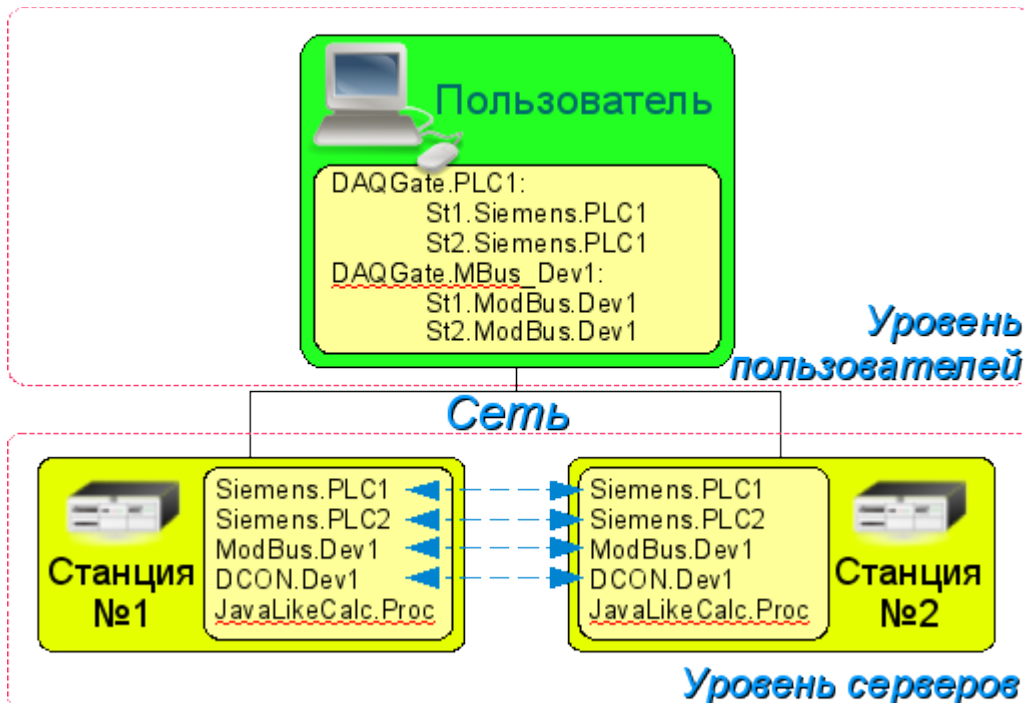 Пользователь
DAQGate.PLC1:
St1.Siemens.PLC1
St2.Siemens.PLC1
DAQGate.MBus_Dev1:
St1.ModBus.Dev1
St2.ModBus.Dev1
Уровень
пользователей
Сеть
Siemens.PLC1
Siemens.PLC2
ModBus.Dev1
DCON.Dev1
JavaLikeCalc.Proc
Станция
№1
Siemens.PLC1
Siemens.PLC2
ModBus.Dev1
DCON.Dev1
JavaLikeCalc.Proc
Станция
№2
Уровень серверов